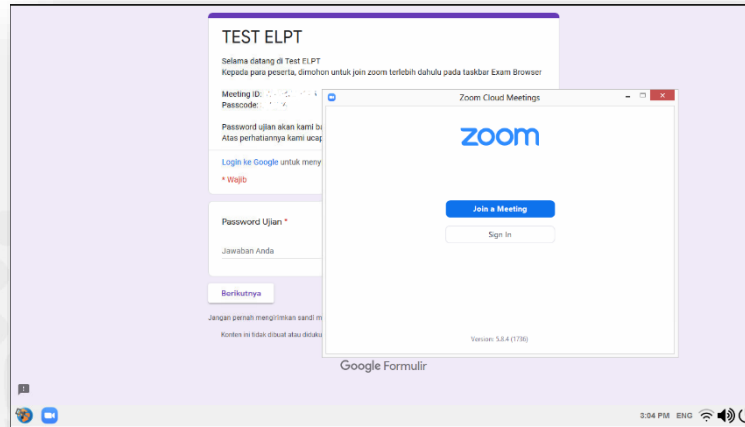 TEST ELPT
Selama datang di Test ELPT
Kepada para peserta, dimohon untuk join zoom terlebih dahulu pada taskbar Exam Browser
Meeting ID:
Passcode:
Password ujian akan kami
Atas perhatiannya kami
Login ke Google untuk
* Wajib
Password Ujian *
Jawaban Anda
Berikutnya
Jangan pernah mengirimkan sandi
Konten ini tidak dibuat atau
Google Formulir
Zoom Cloud Meetings
zoom
Join a Meeting
Sign In
Version: 5.8.4 (1736)
3:04 PM ENG